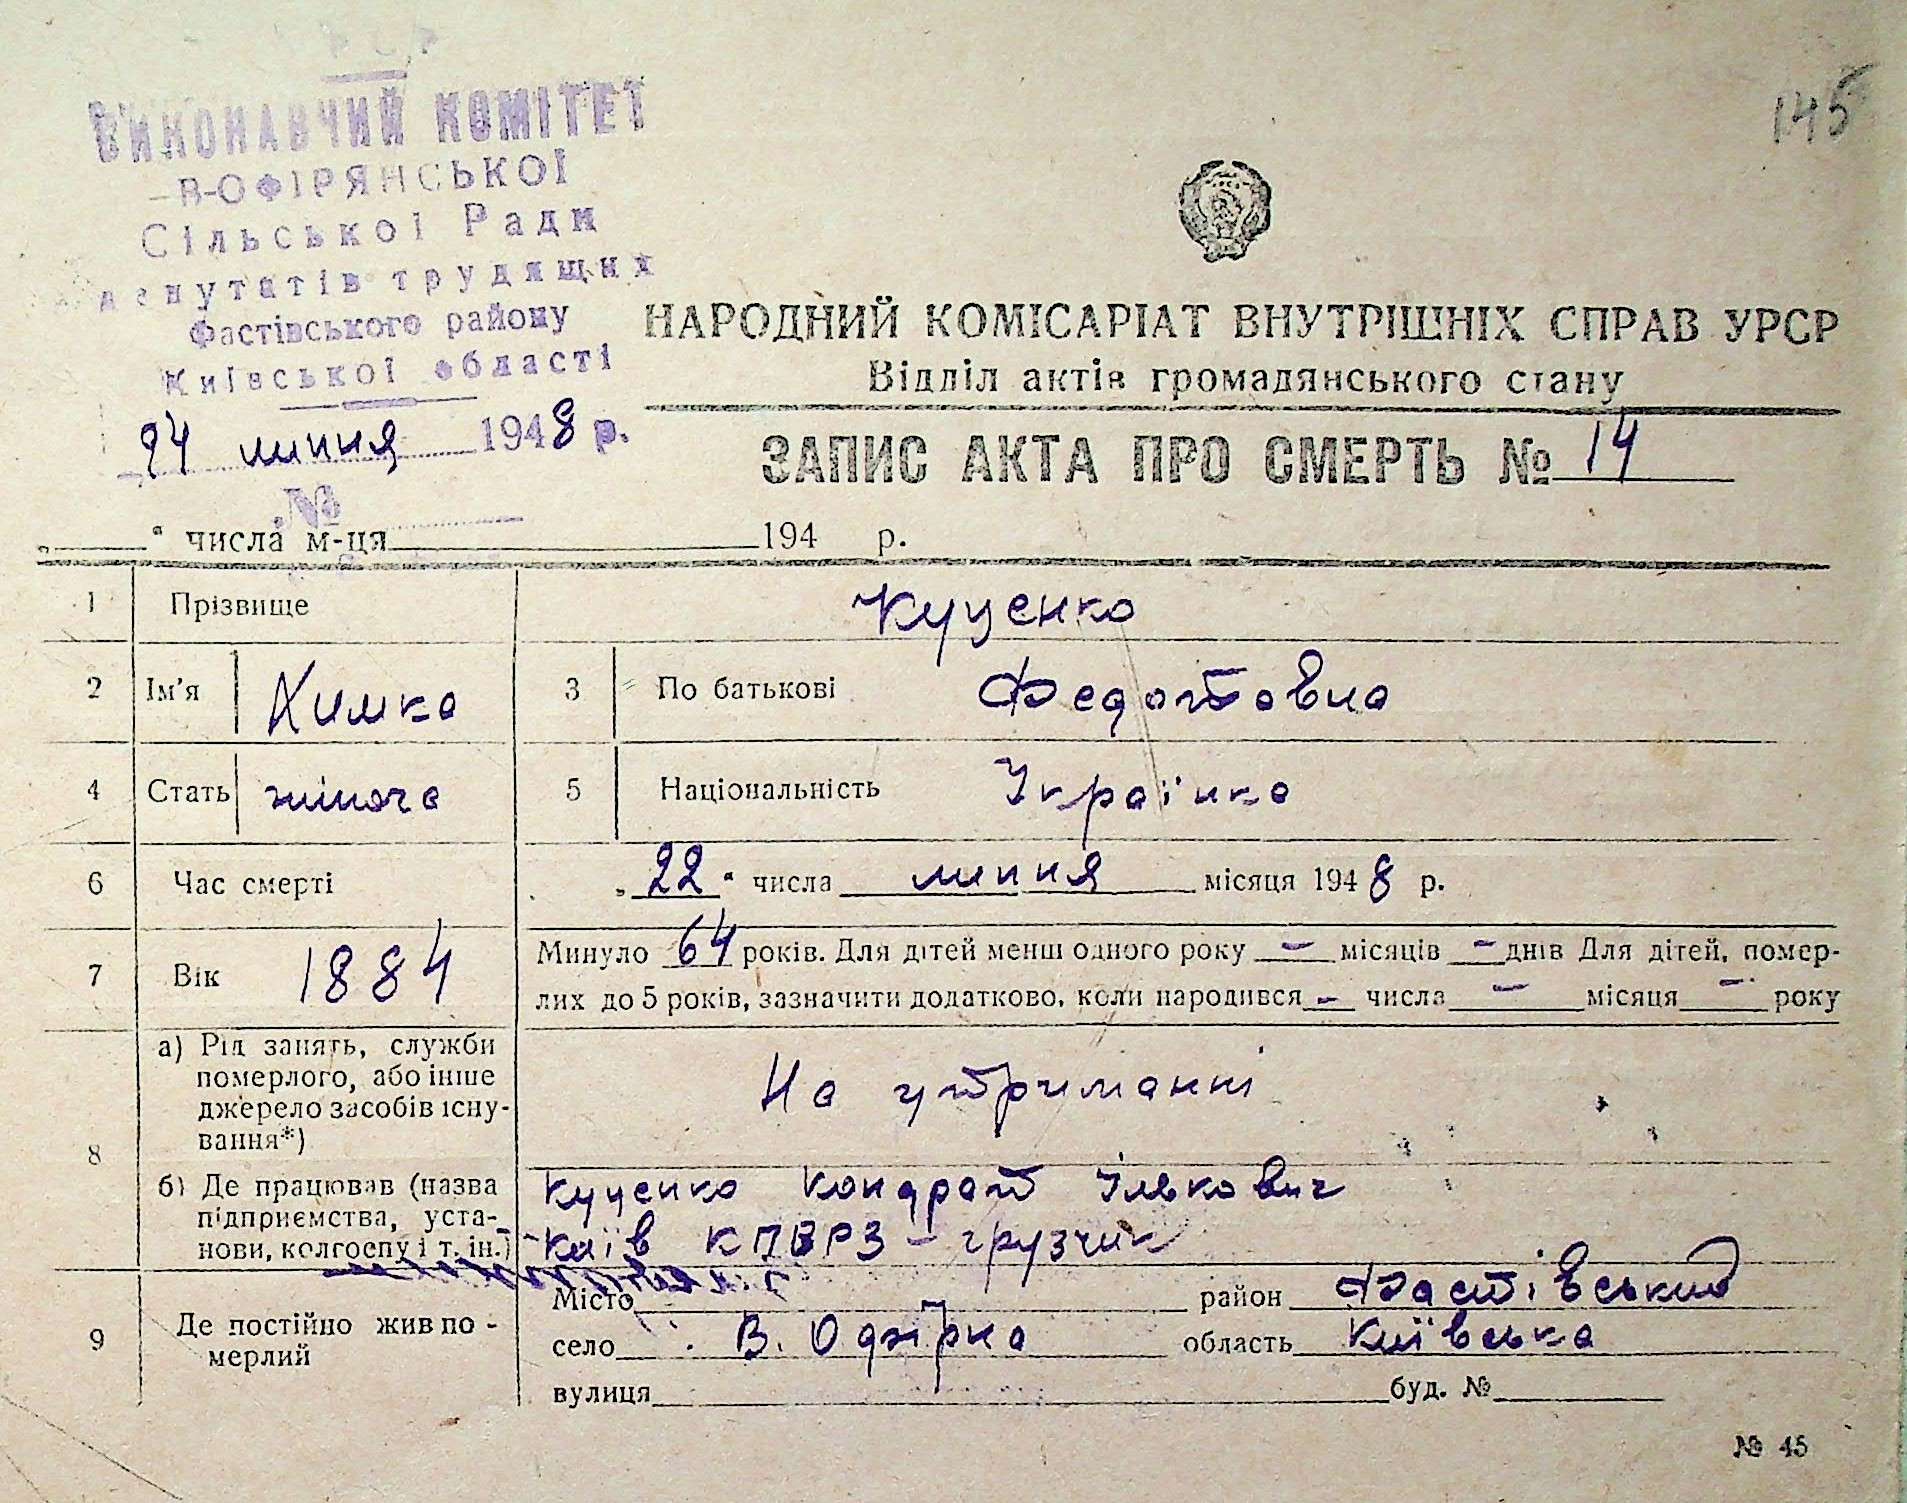 145
ВИКОНАВЧИЙ КОМІТЕТ
В-ОФІРЯНСЬКОЇ
Сільської Ради
депутатів трудящих
Фастівського району
Київської області
24 липня 1948 р.
№
НАРОДНИЙ КОМІСАРІАТ ВНУТРІШНІХ СПРАВ УРСР
Відділ актів громадянського стану
ЗАПИС АКТА ПРО СМЕРТЬ № 14
„ “ числа м-ця 194 р.
1 Прізвище Куценко
2 Ім'я Химка 3 По батькові Федотовна
4 Стать жіноча 5 Національність Українка
6 Час смерті „22“ числа липня місяця 1948 р.
7 Вік 1884 Минуло 64 років. Для дітей менш одного року — місяців — днів Для дітей, помер-
лих до 5 років, зазначити додатково, коли народився — числа — місяця — року
8 а) Рід занять, служби
померлого, або інше
джерело засобів існу-
вання*)
На утриманні
б) Де працював (назва
підприємства, уста-
нови, колгоспу і т. ін.)
Куценко Кондрат Ількович
Київ КПВРЗ – грузчик
9 Де постійно жив по-
мерлий
Місто район Фастівський
село В. Офірна область Київська
вулиця буд. №
№ 45